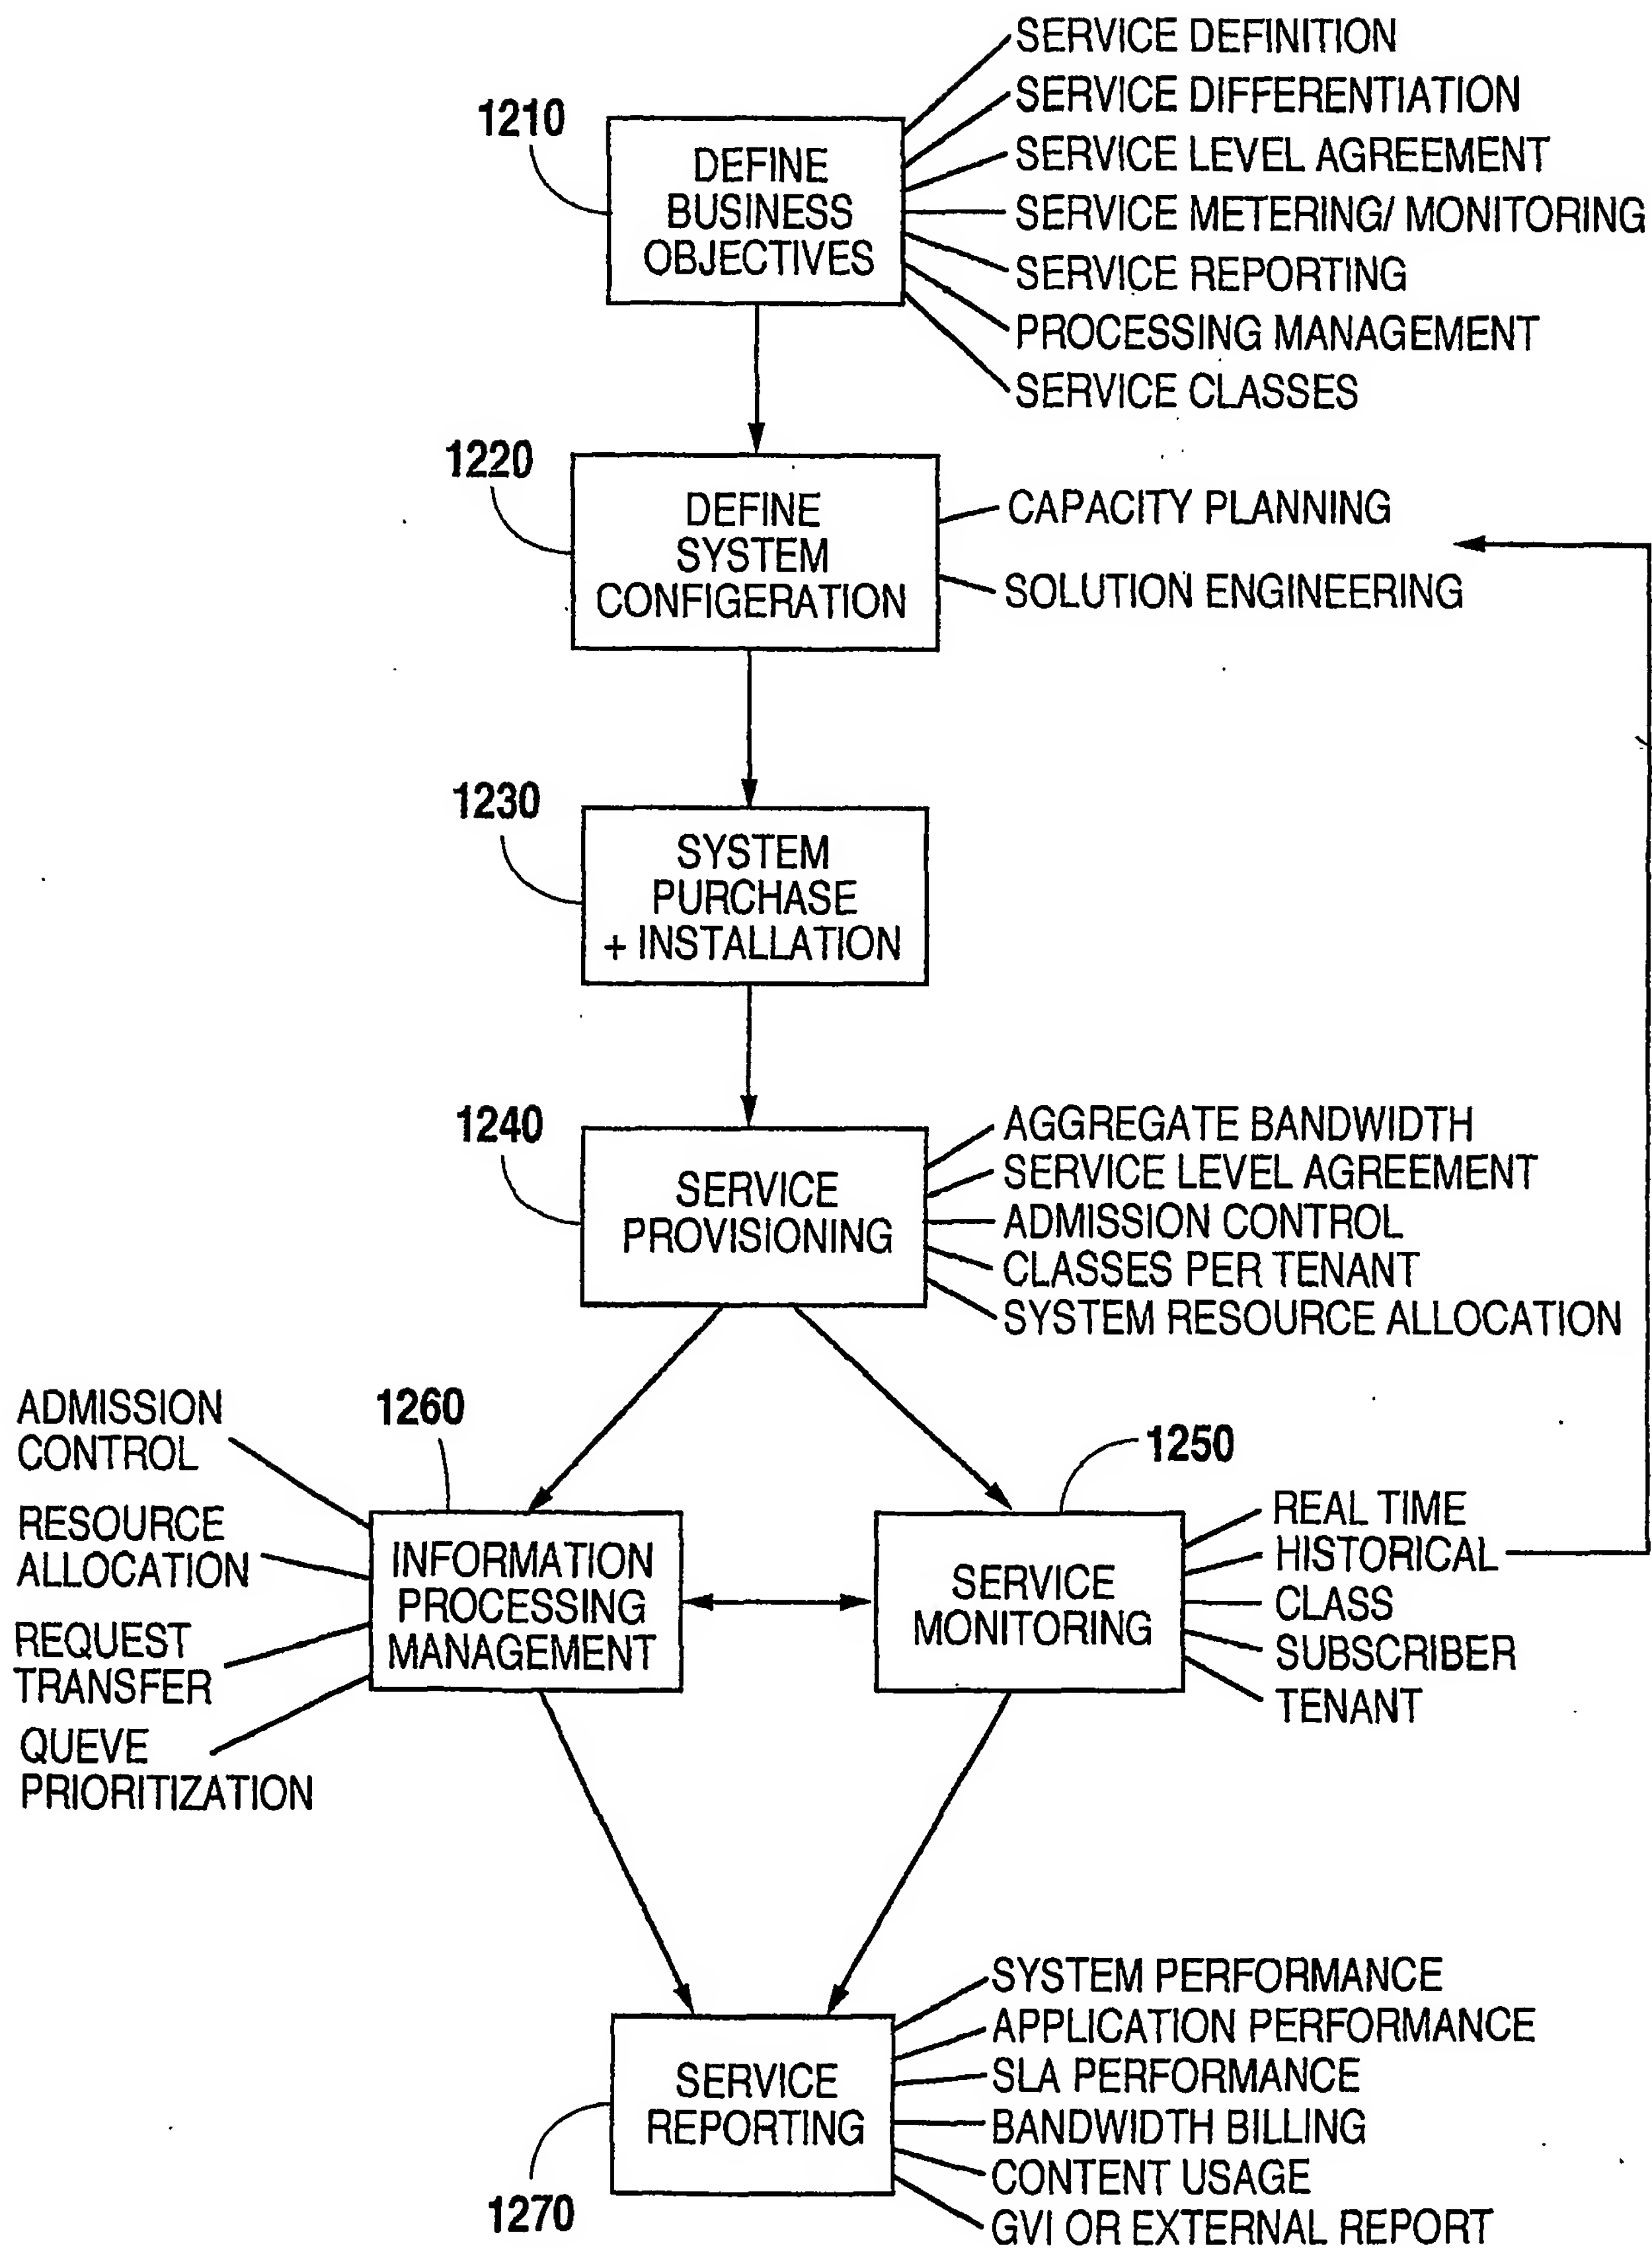 1210
DEFINE
BUSINESS
OBJECTIVES
SERVICE DEFINITION
SERVICE DIFFERENTIATION
SERVICE LEVEL AGREEMENT
SERVICE METERING/ MONITORING
SERVICE REPORTING
PROCESSING MANAGEMENT
SERVICE CLASSES
1220
DEFINE
SYSTEM
CONFIGERATION
CAPACITY PLANNING
SOLUTION ENGINEERING
1230
SYSTEM
PURCHASE
+ INSTALLATION
1240
SERVICE
PROVISIONING
AGGREGATE BANDWIDTH
SERVICE LEVEL AGREEMENT
ADMISSION CONTROL
CLASSES PER TENANT
SYSTEM RESOURCE ALLOCATION
ADMISSION
CONTROL
RESOURCE
ALLOCATION
REQUEST
TRANSFER
QUEVE
PRIORITIZATION
1260
INFORMATION
PROCESSING
MANAGEMENT
1250
SERVICE
MONITORING
REAL TIME
HISTORICAL
CLASS
SUBSCRIBER
TENANT
1270
SERVICE
REPORTING
SYSTEM PERFORMANCE
APPLICATION PERFORMANCE
SLA PERFORMANCE
BANDWIDTH BILLING
CONTENT USAGE
GVI OR EXTERNAL REPORT